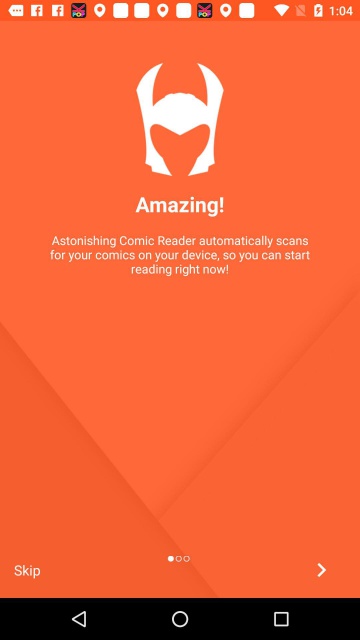 1:04
Amazing!
Astonishing Comic Reader automatically scans
for your comics on your device, so you can start
reading right now!
Skip